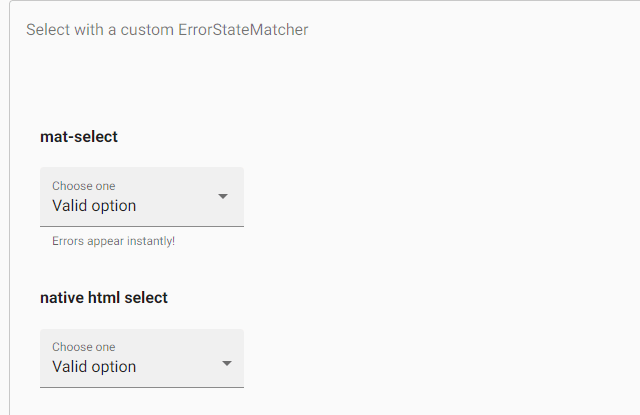 Select with a custom ErrorStateMatcher
mat-select
Choose one
Valid option
Errors appear instantly!
native html select
Choose one
Valid option